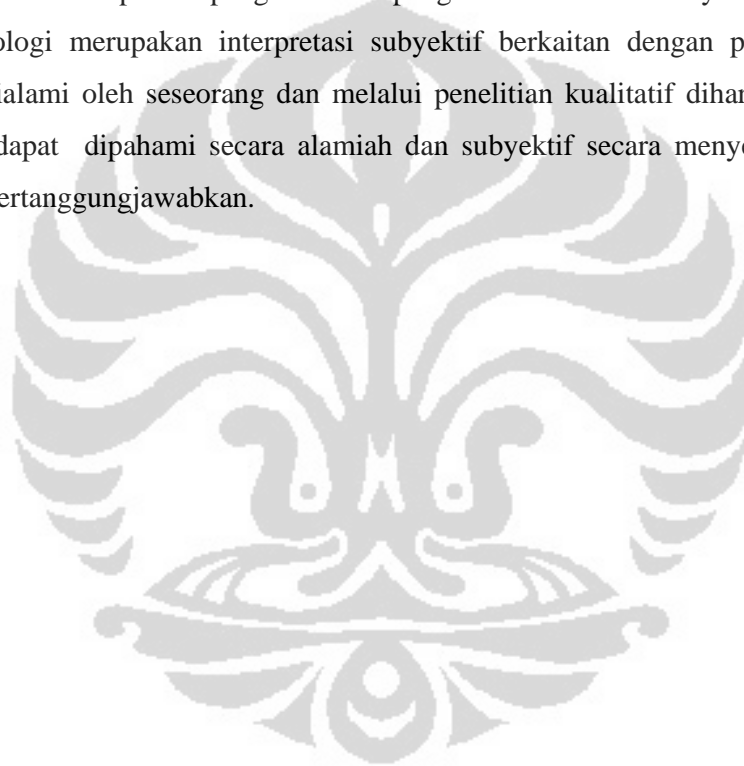 ologi merupakan interpretasi subyektif berkaitan dengan p
ialami oleh seseorang dan melalui penelitian kualitatif dihar
dapat dipahami secara alamiah dan subyektif secara menye
ertanggungjawabkan.